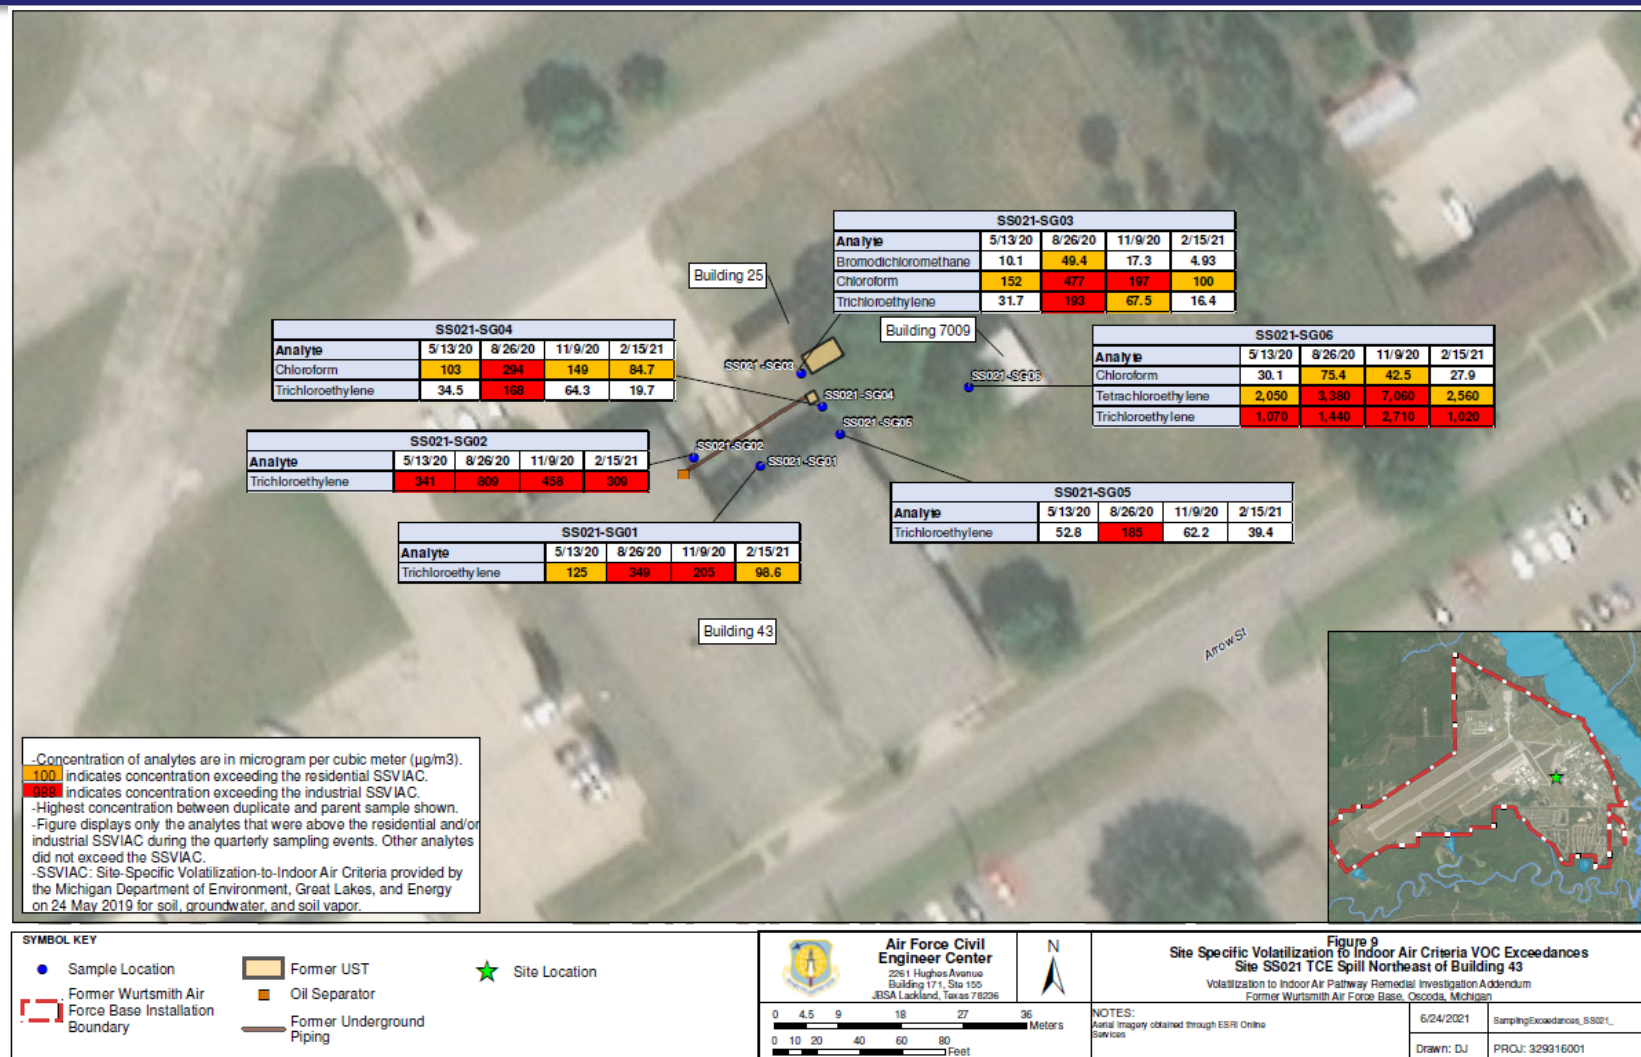 SS021-SG03
Analyte 5/13/20 8/26/20 11/9/20 2/15/21
Bromodichloromethane 10.1 49.4 17.3 4.93
Chloroform 152 477 197 100
Trichloroethylene 31.7 193 67.5 16.4
Building 25
Building 7009
SS021-SG04
Analyte 5/13/20 8/26/20 11/9/20 2/15/21
Chloroform 103 294 149 84.7
Trichloroethylene 34.5 168 64.3 19.7
SS021-SG06
Analyte 5/13/20 8/26/20 11/9/20 2/15/21
Chloroform 30.1 75.4 42.5 27.9
Tetrachloroethylene 2,050 3,380 7,060 2,560
Trichloroethylene 1,070 1,440 2,710 1,020
SS021-SG03
SS021-SG06
SS021-SG04
SS021-SG05
SS021-SG02
SS021-SG01
SS021-SG02
Analyte 5/13/20 8/26/20 11/9/20 2/15/21
Trichloroethylene 341 809 458 309
SS021-SG05
Analyte 5/13/20 8/26/20 11/9/20 2/15/21
Trichloroethylene 52.8 185 62.2 39.4
SS021-SG01
Analyte 5/13/20 8/26/20 11/9/20 2/15/21
Trichloroethylene 125 349 205 98.6
Building 43
Arrow St
-Concentration of analytes are in microgram per cubic meter (µg/m3).
100 indicates concentration exceeding the residential SSVIAC.
988 indicates concentration exceeding the industrial SSVIAC.
-Highest concentration between duplicate and parent sample shown.
-Figure displays only the analytes that were above the residential and/or
industrial SSVIAC during the quarterly sampling events. Other analytes
did not exceed the SSVIAC.
-SSVIAC: Site-Specific Volatilization-to-Indoor Air Criteria provided by
the Michigan Department of Environment, Great Lakes, and Energy
on 24 May 2019 for soil, groundwater, and soil vapor.
SYMBOL KEY
Sample Location
Former Wurtsmith Air
Force Base Installation
Boundary
Former UST
Oil Separator
Former Underground
Piping
Site Location
Air Force Civil
Engineer Center
2261 Hughes Avenue
Building 171, Ste 155
JBSA Lackland, Texas 78236
N
0 4.5 9 18 27 36
Meters
0 10 20 40 60 80
Feet
Figure 9
Site Specific Volatilization to Indoor Air Criteria VOC Exceedances
Site SS021 TCE Spill Northeast of Building 43
Volatilization to Indoor Air Pathway Remedial Investigation Addendum
Former Wurtsmith Air Force Base, Oscoda, Michigan
NOTES:
Aerial imagery obtained through ESRI Online
Services
6/24/2021
SamplingExceedances_SS021_
Drawn: DJ
PROJ: 329316001